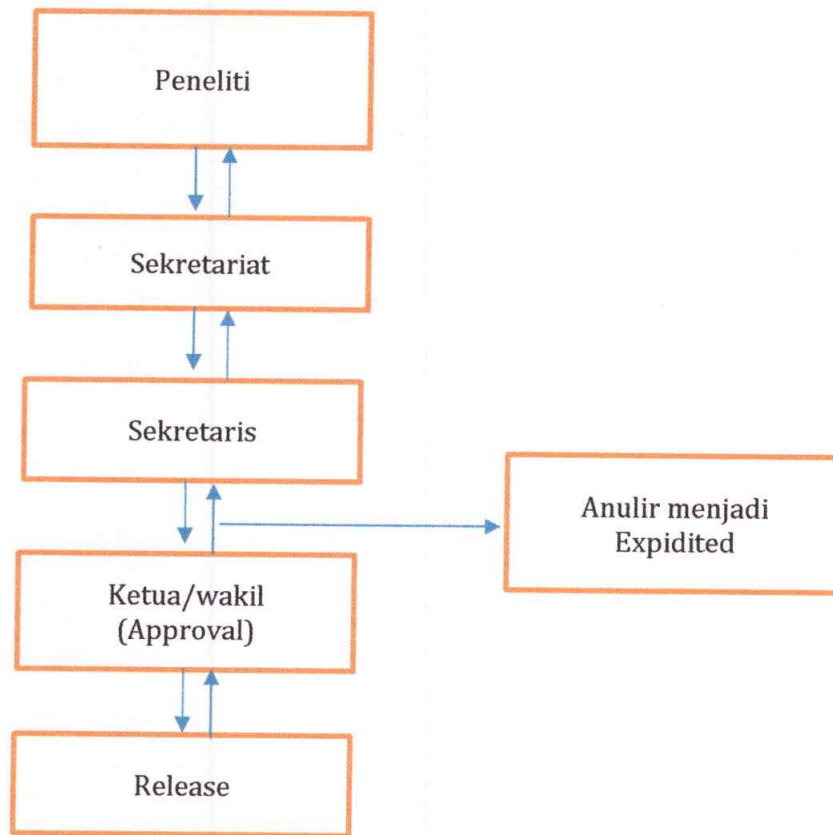 Peneliti
Sekretariat
Sekretaris
Anulir menjadi
Expidited
Ketua/wakil
(Approval)
Release